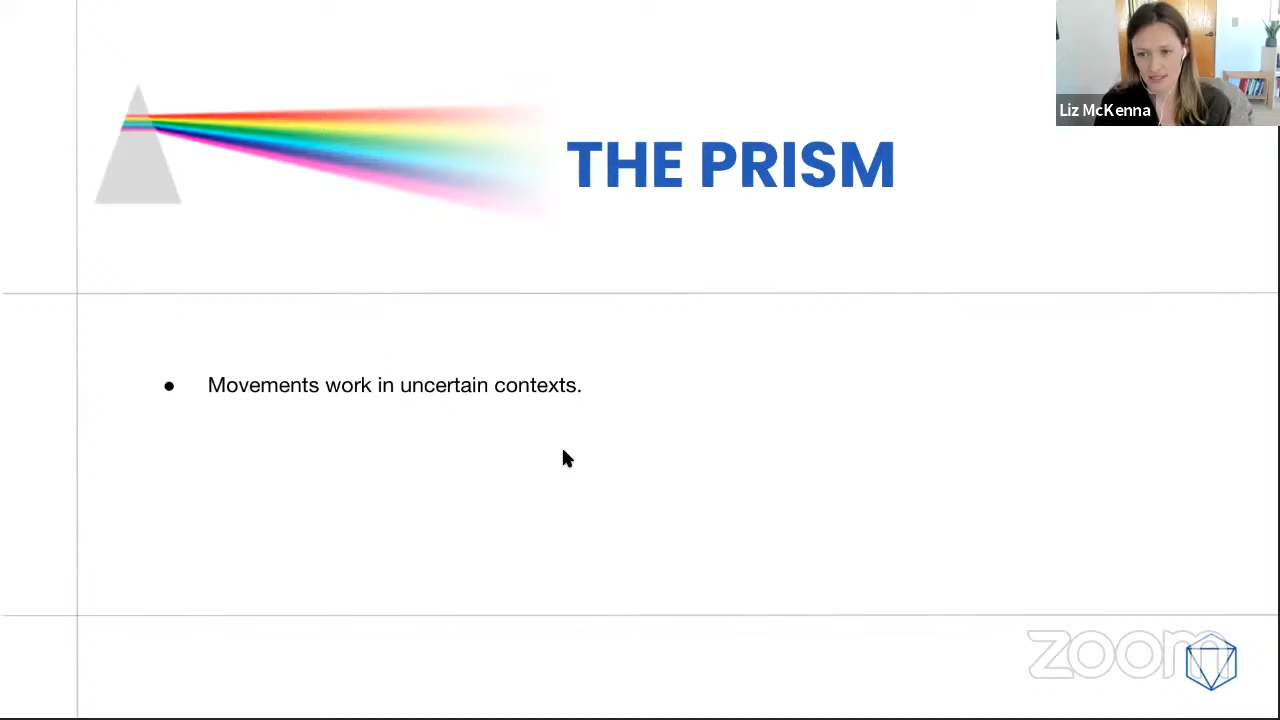 Liz McKenna
THE PRISM
● Movements work in uncertain contexts.
zoom